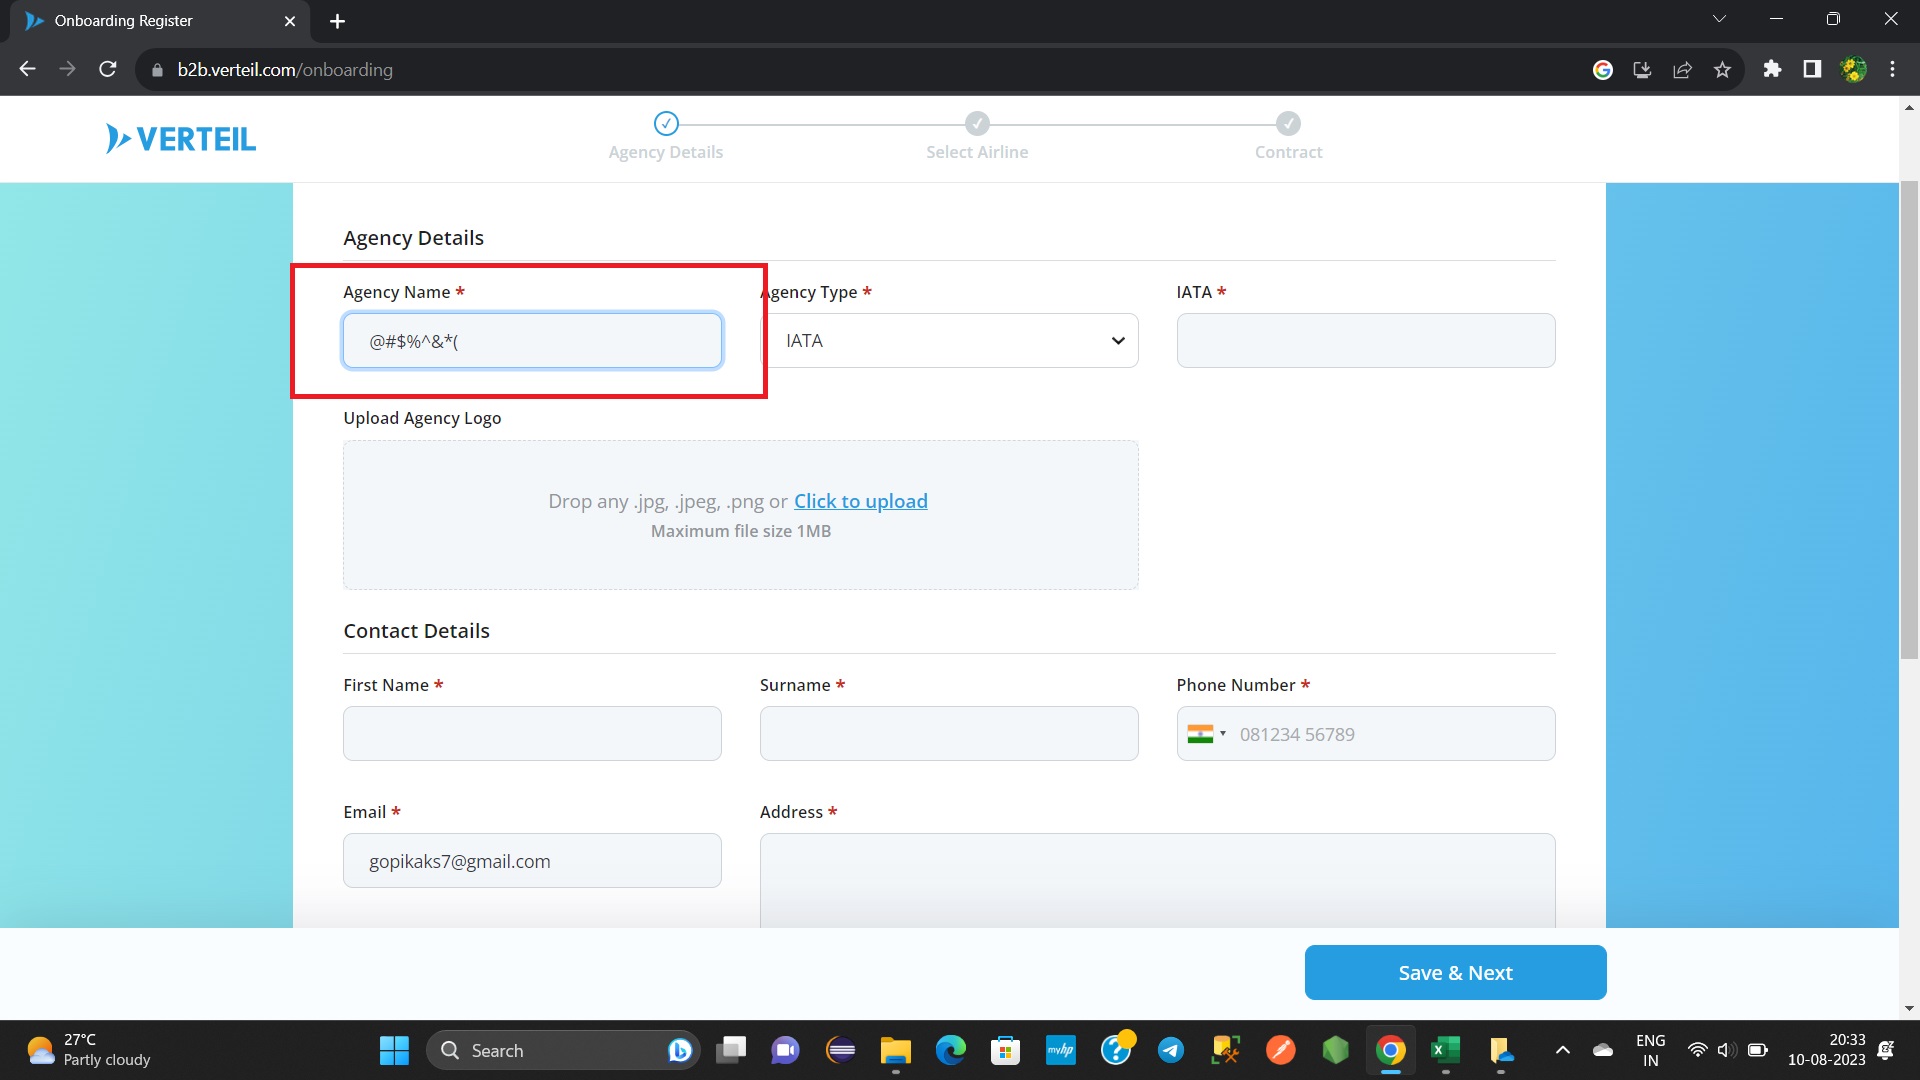 Onboarding Register
b2b.verteil.com/onboarding
VERTEIL
Agency Details
Select Airline
Contract
Agency Details
Agency Name *
Agency Type *
IATA *
@#$%^&*(
IATA
Upload Agency Logo
Drop any .jpg, .jpeg, .png or Click to upload
Maximum file size 1MB
Contact Details
First Name *
Surname *
Phone Number *
081234 56789
Email *
Address *
gopikaks7@gmail.com
Save & Next
27°C
Partly cloudy
Search
myhp
ENG
IN
20:33
10-08-2023